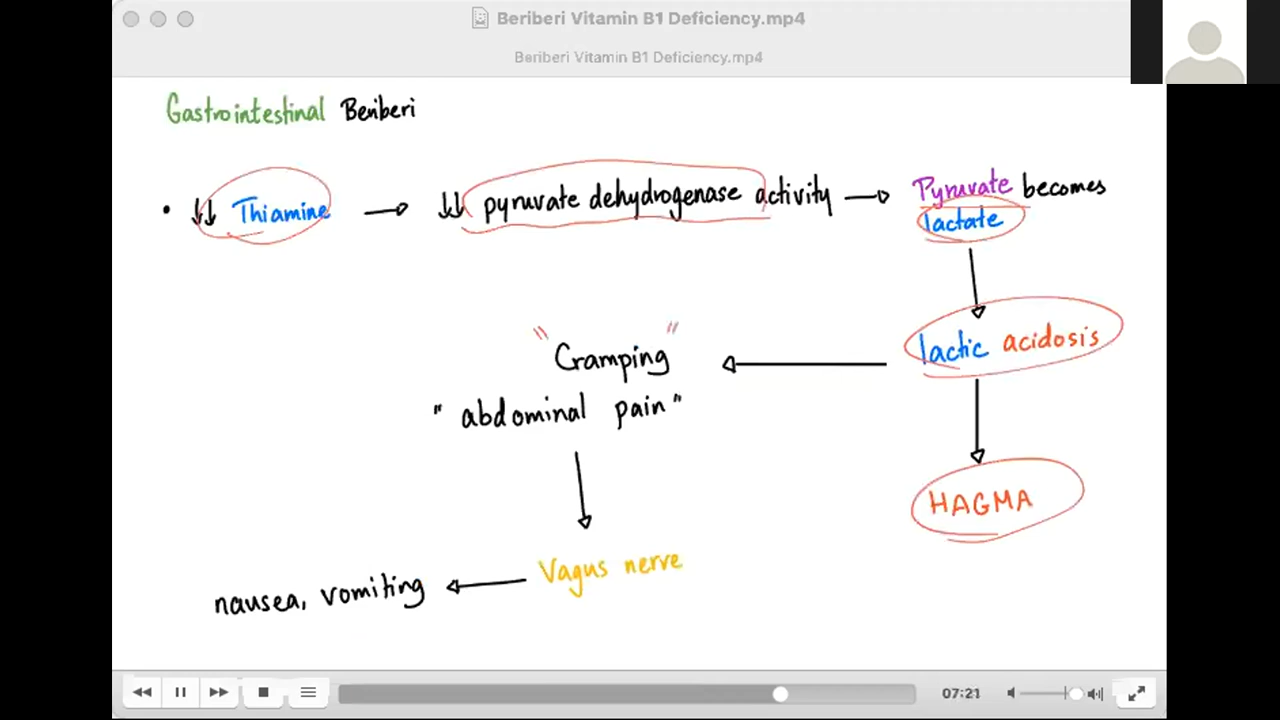 Beriberi Vitamin B1 Deficiency.mp4
Beriberi Vitamin B1 Deficiency.mp4
Gastrointestinal Beriberi
• ↓↓ Thiamine → ↓↓ pyruvate dehydrogenase activity → Pyruvate becomes
lactate
lactic acidosis
"Cramping"
"abdominal pain"
HAGMA
Vagus nerve
nausea, vomiting
07:21